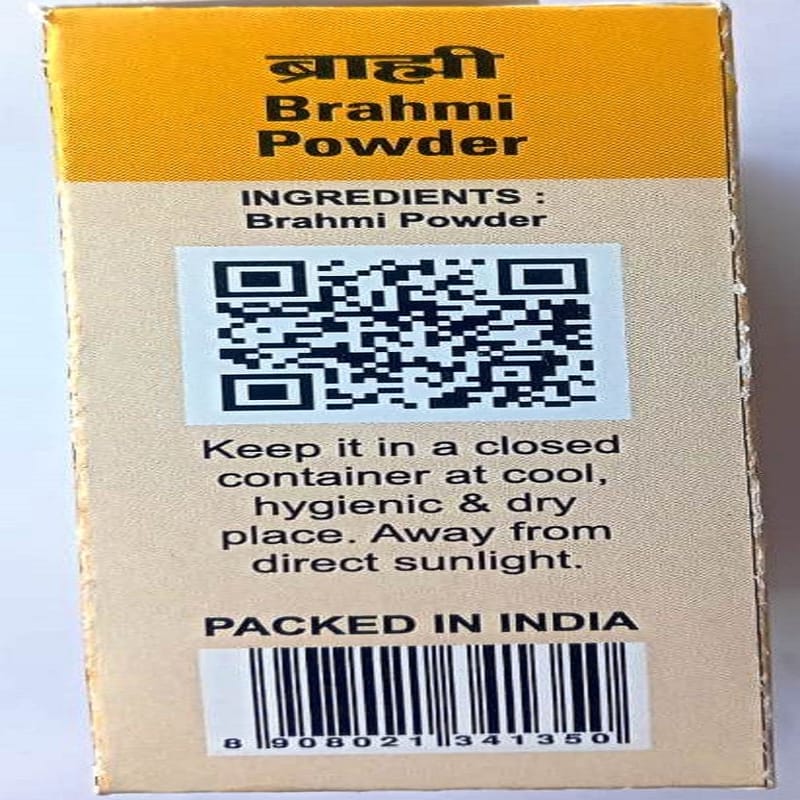 ब्राह्मी
Brahmi
Powder
INGREDIENTS :
Brahmi Powder
Keep it in a closed
container at cool,
hygienic & dry
place. Away from
direct sunlight.
PACKED IN INDIA
8 908021 341350